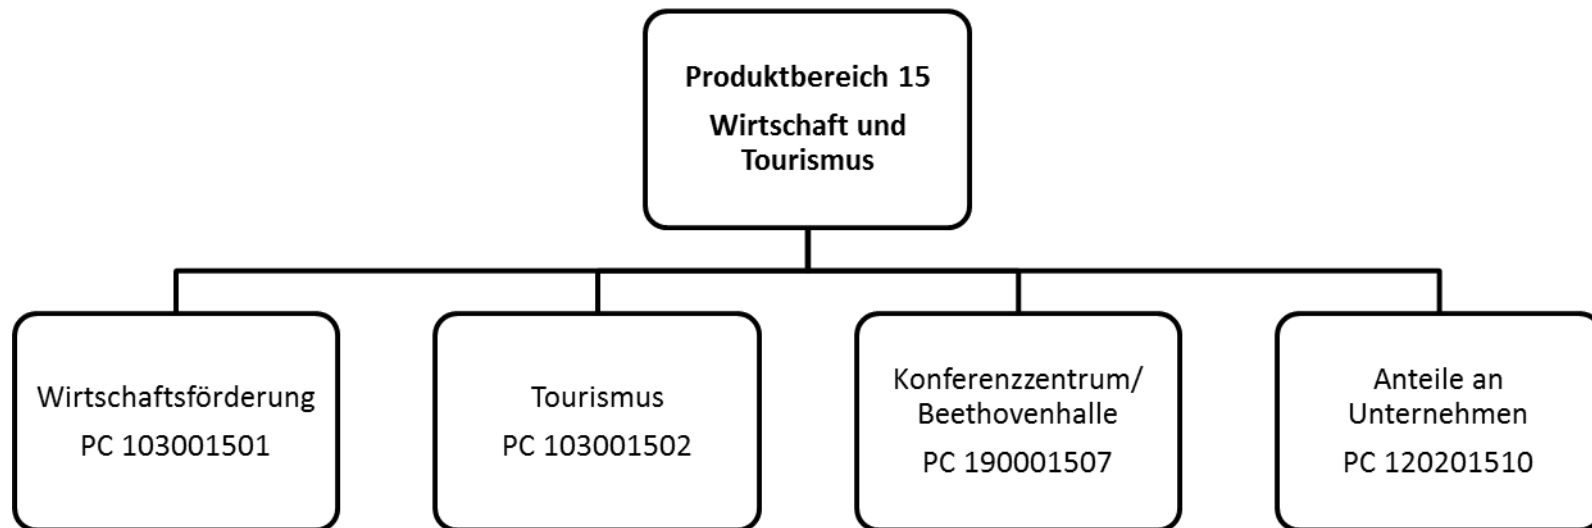 Produktbereich 15
Wirtschaft und
Tourismus
Wirtschaftsförderung
PC 103001501
Tourismus
PC 103001502
Konferenzzentrum/
Beethovenhalle
PC 190001507
Anteile an
Unternehmen
PC 120201510